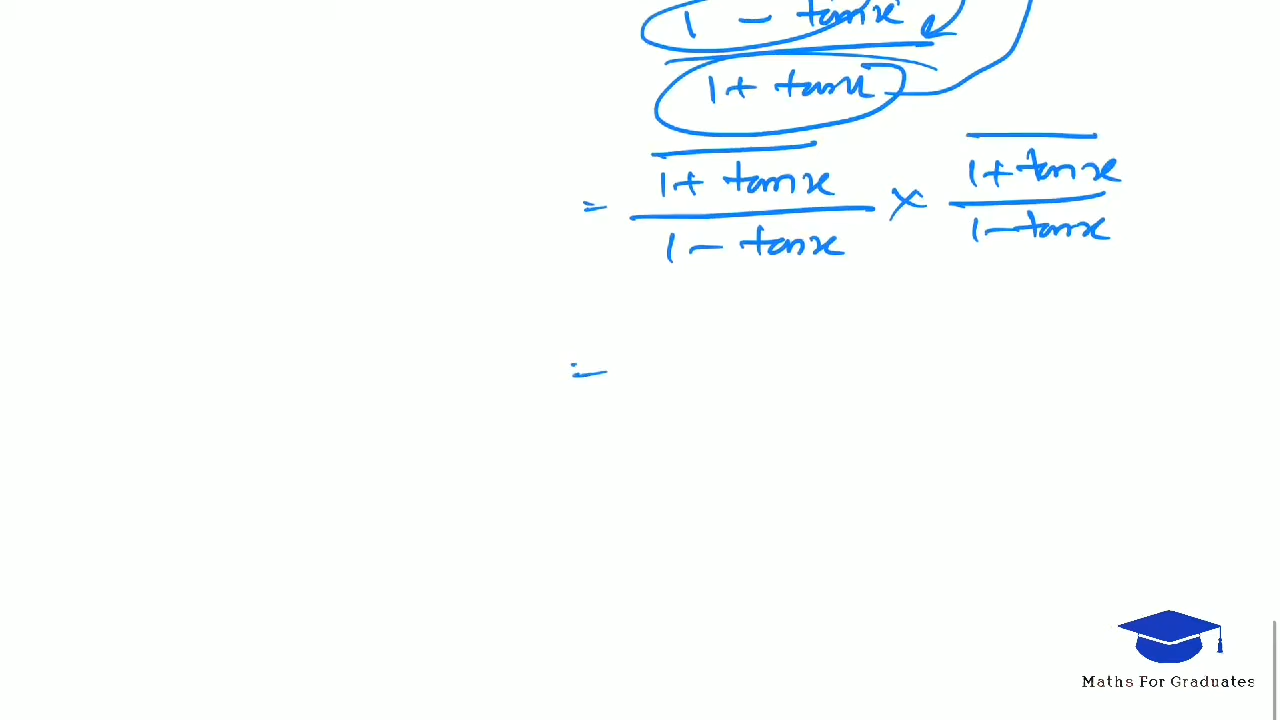 1 - tanx
1 + tanx
= 1 + tanx / 1 - tanx × 1 + tanx / 1 - tanx
=
Maths For Graduates